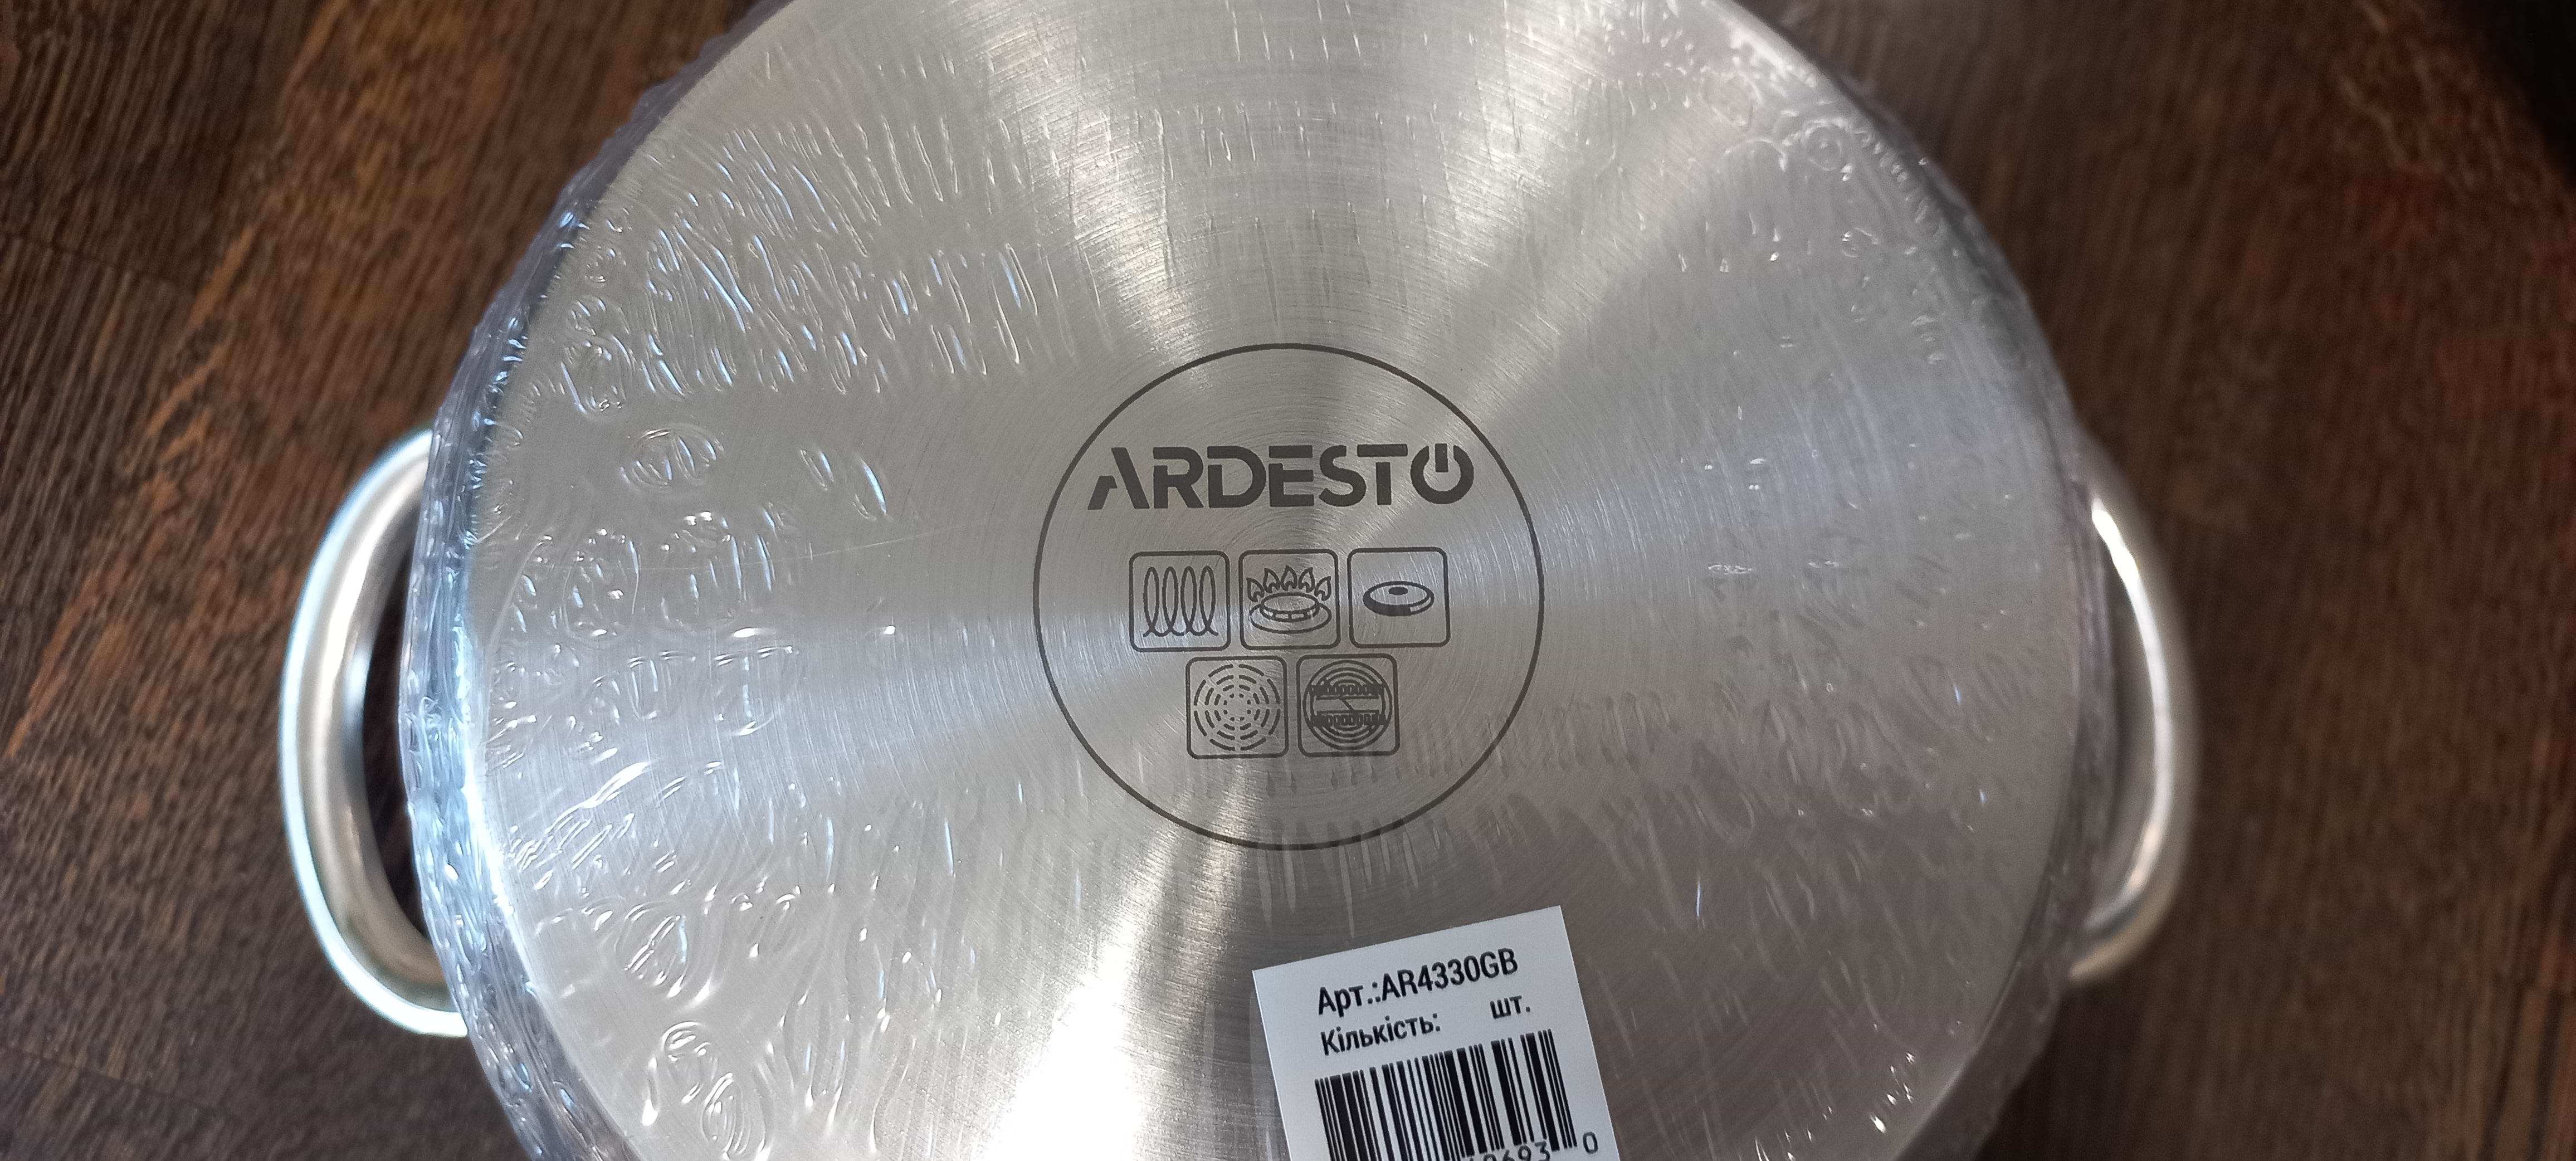 ARDESTO
Арт.:AR4330GB
Кількість: шт.